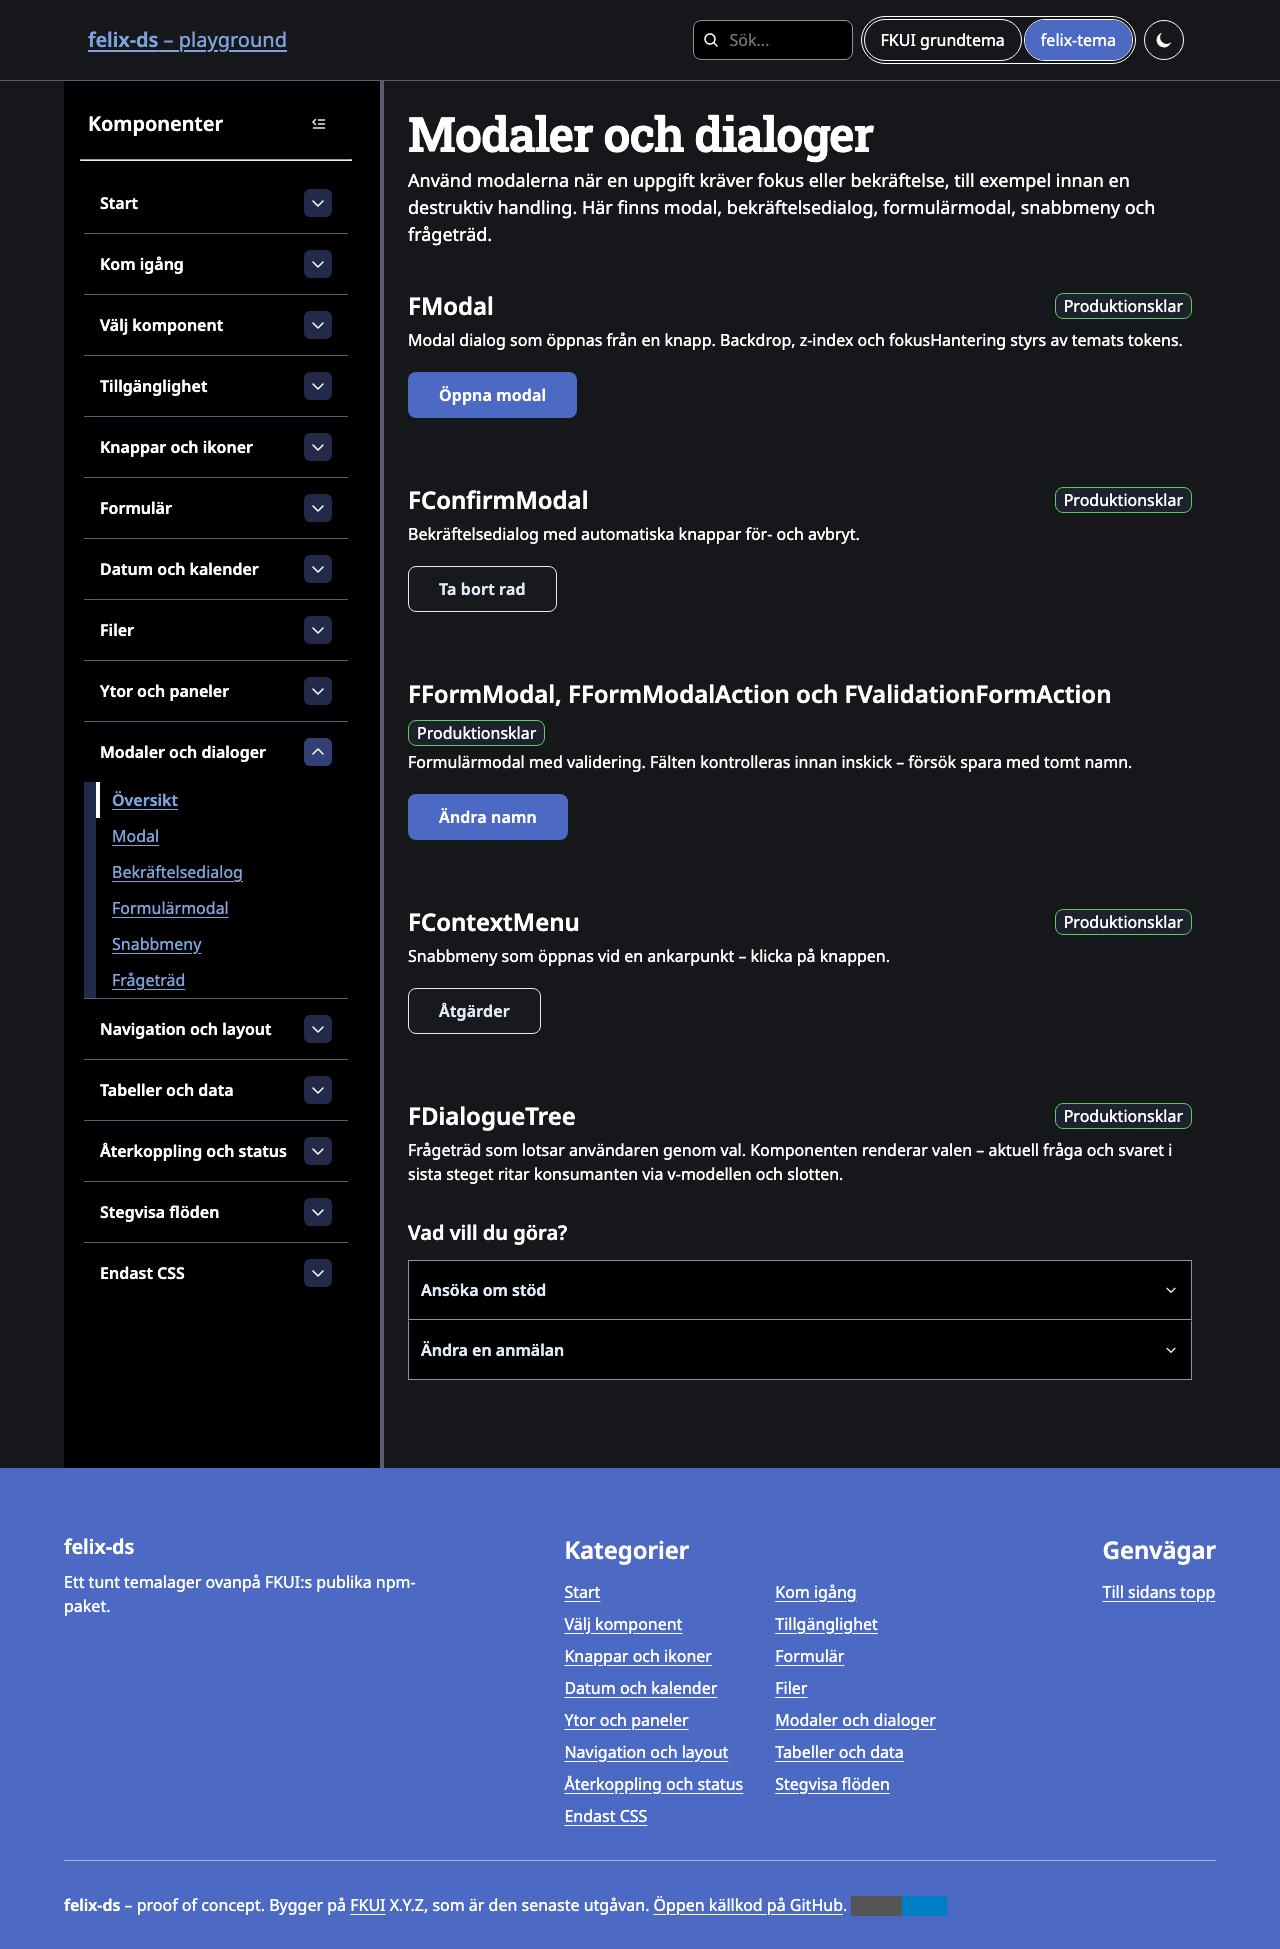 felix-ds – playground
Sök...
FKUI grundtema
felix-tema
Komponenter
Start
Kom igång
Välj komponent
Tillgänglighet
Knappar och ikoner
Formulär
Datum och kalender
Filer
Ytor och paneler
Modaler och dialoger
Översikt
Modal
Bekräftelsedialog
Formulärmodal
Snabbmeny
Frågeträd
Navigation och layout
Tabeller och data
Återkoppling och status
Stegvisa flöden
Endast CSS
Modaler och dialoger
Använd modalerna när en uppgift kräver fokus eller bekräftelse, till exempel innan en
destruktiv handling. Här finns modal, bekräftelsedialog, formulärmodal, snabbmeny och
frågeträd.
FModal
Produktionsklar
Modal dialog som öppnas från en knapp. Backdrop, z-index och fokusHantering styrs av temats tokens.
Öppna modal
FConfirmModal
Produktionsklar
Bekräftelsedialog med automatiska knappar för- och avbryt.
Ta bort rad
FFormModal, FFormModalAction och FValidationFormAction
Produktionsklar
Formulärmodal med validering. Fälten kontrolleras innan inskick – försök spara med tomt namn.
Ändra namn
FContextMenu
Produktionsklar
Snabbmeny som öppnas vid en ankarpunkt – klicka på knappen.
Åtgärder
FDialogueTree
Produktionsklar
Frågeträd som lotsar användaren genom val. Komponenten renderar valen – aktuell fråga och svaret i
sista steget ritar konsumanten via v-modellen och slotten.
Vad vill du göra?
Ansöka om stöd
Ändra en anmälan
felix-ds
Ett tunt temalager ovanpå FKUI:s publika npm-
paket.
Kategorier
Start
Kom igång
Välj komponent
Tillgänglighet
Knappar och ikoner
Formulär
Datum och kalender
Filer
Ytor och paneler
Modaler och dialoger
Navigation och layout
Tabeller och data
Återkoppling och status
Stegvisa flöden
Endast CSS
Genvägar
Till sidans topp
felix-ds – proof of concept. Bygger på FKUI X.Y.Z, som är den senaste utgåvan. Öppen källkod på GitHub.